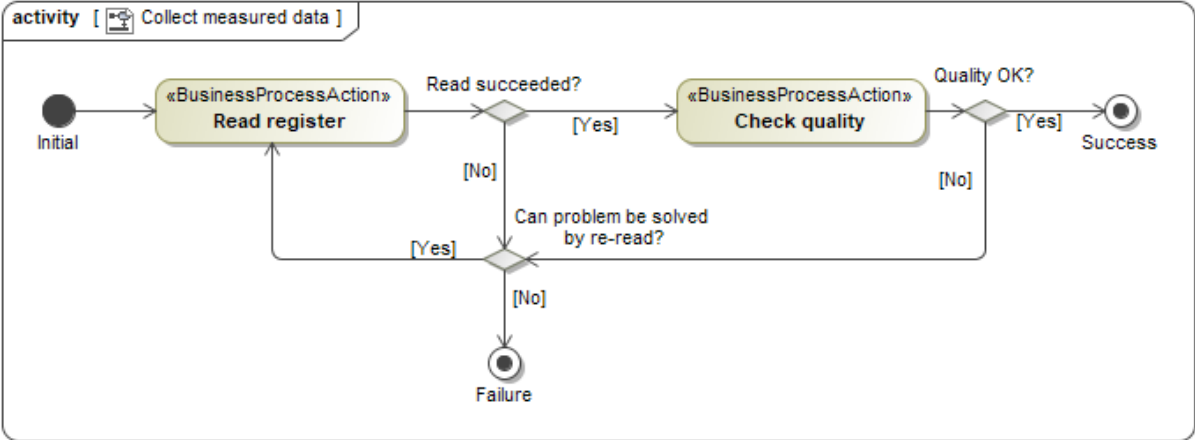 activity [ Collect measured data ]
Quality OK?
Read succeeded?
«BusinessProcessAction»
Read register
«BusinessProcessAction»
Check quality
[Yes]
[Yes]
Initial
Success
[No]
[No]
Can problem be solved
by re-read?
[Yes]
[No]
Failure